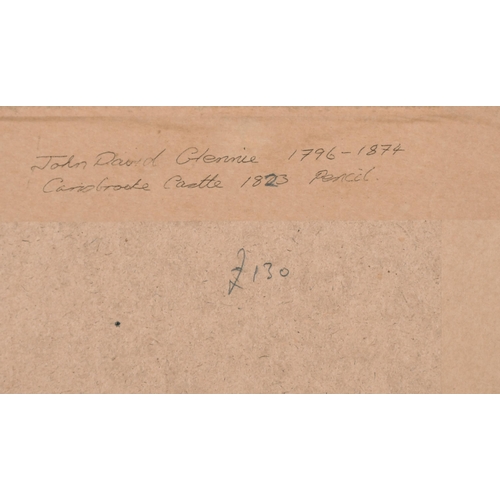 John David Glennie 1796-1874
Carisbrooke Castle 1823 Pencil.
£130